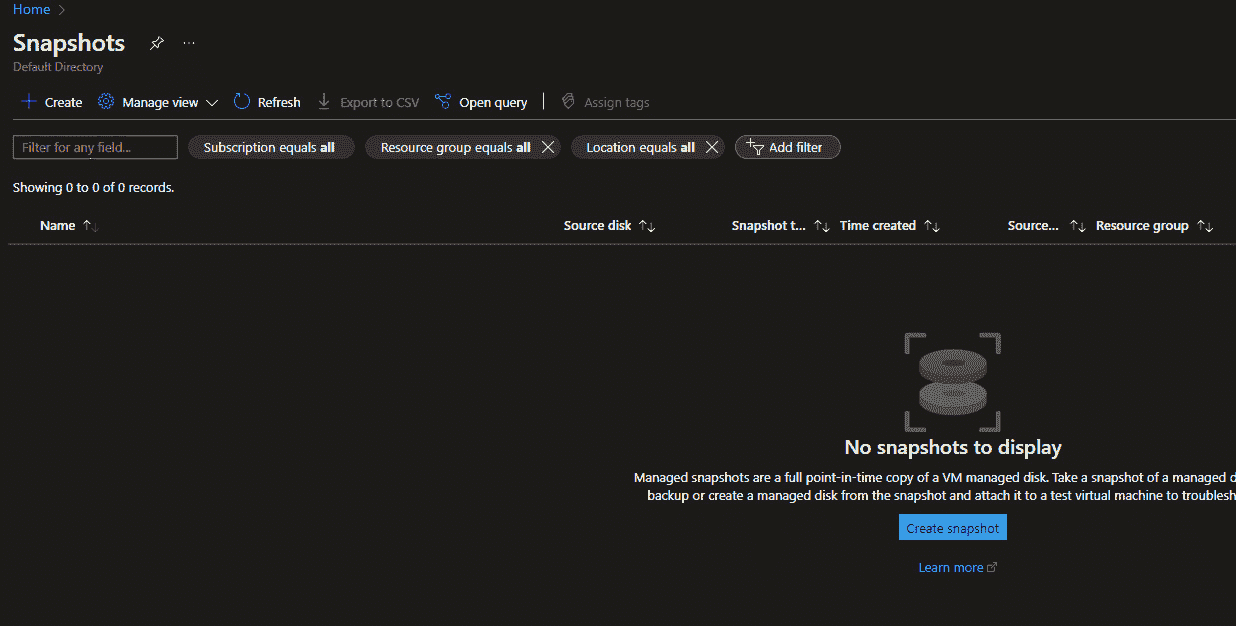 Home
Snapshots
Default Directory
Create Manage view Refresh Export to CSV Open query Assign tags
Filter for any field... Subscription equals all Resource group equals all Location equals all Add filter
Showing 0 to 0 of 0 records.
Name Source disk Snapshot t... Time created Source... Resource group
No snapshots to display
Managed snapshots are a full point-in-time copy of a VM managed disk. Take a snapshot of a managed
backup or create a managed disk from the snapshot and attach it to a test virtual machine to
Create snapshot
Learn more